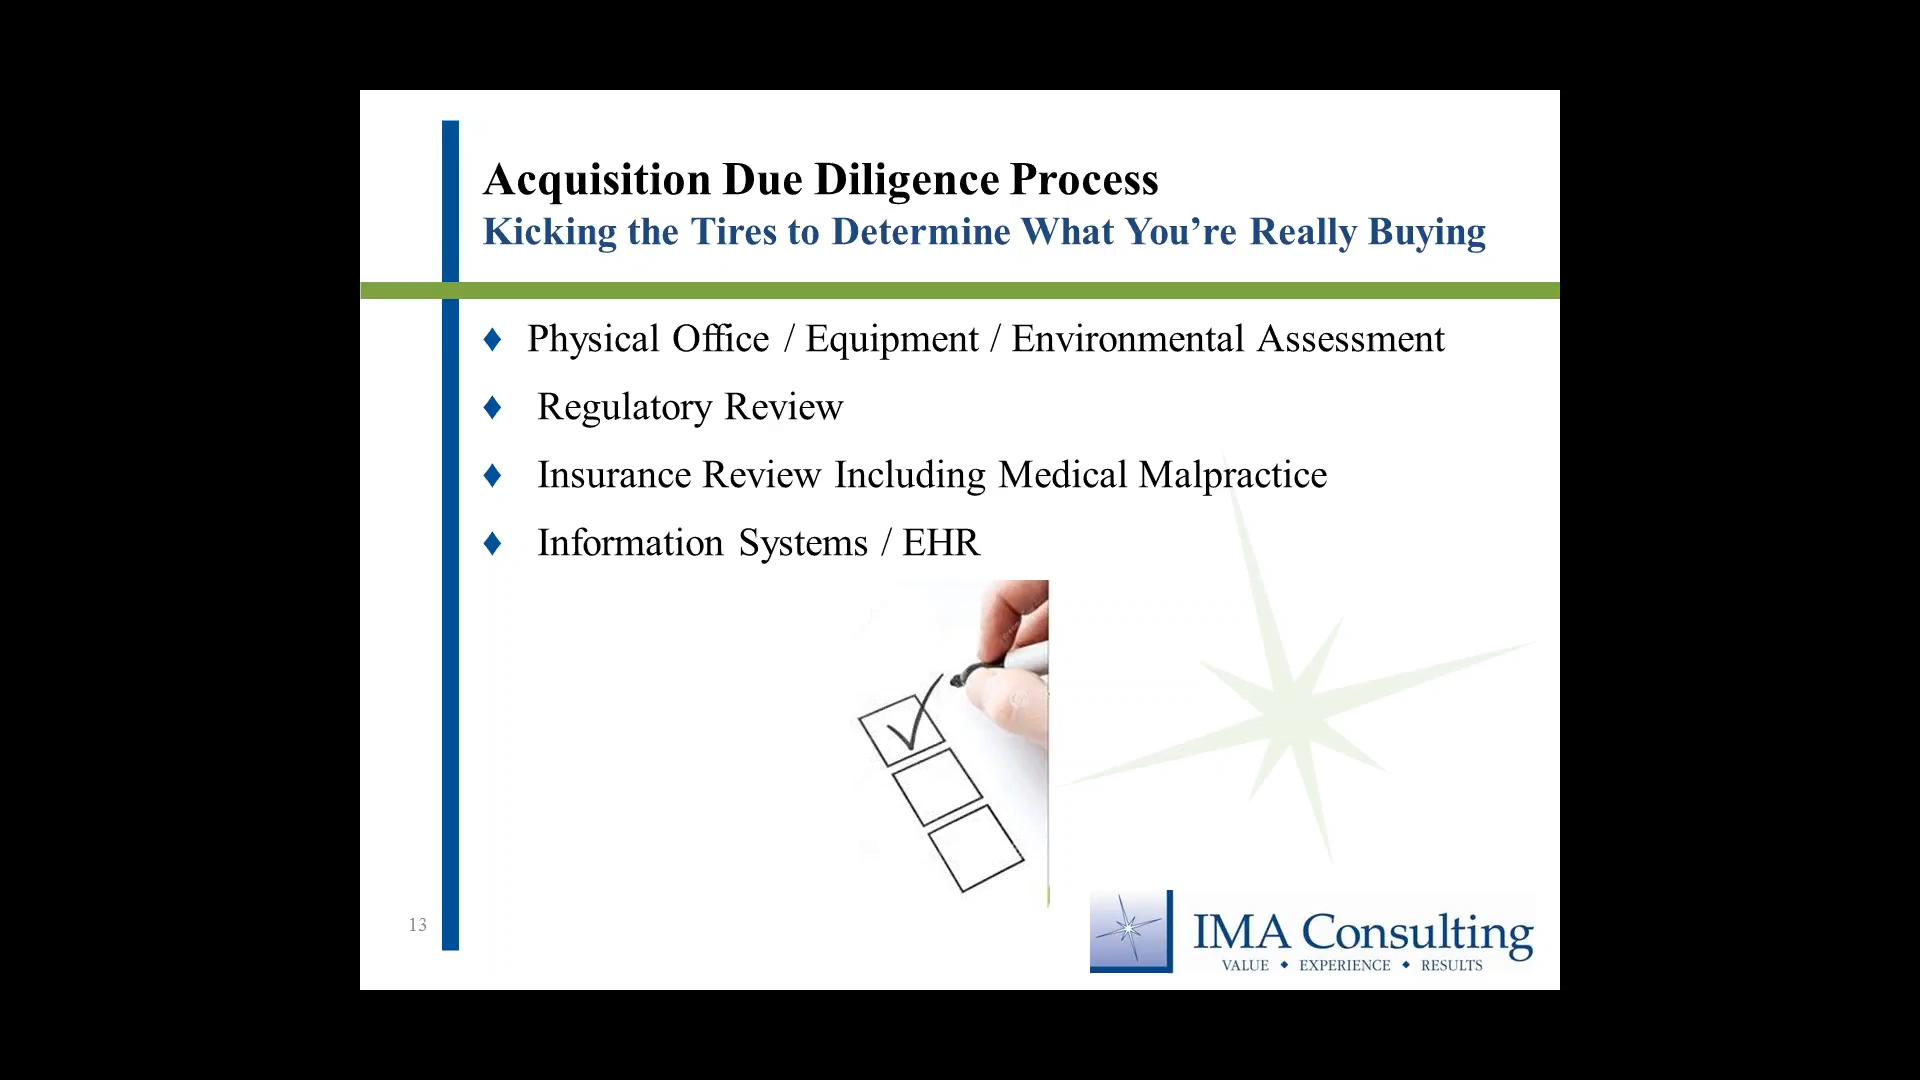 Acquisition Due Diligence Process
Kicking the Tires to Determine What You’re Really Buying
♦ Physical Office / Equipment / Environmental Assessment
♦ Regulatory Review
♦ Insurance Review Including Medical Malpractice
♦ Information Systems / EHR
13
IMA Consulting
VALUE ◆ EXPERIENCE ◆ RESULTS